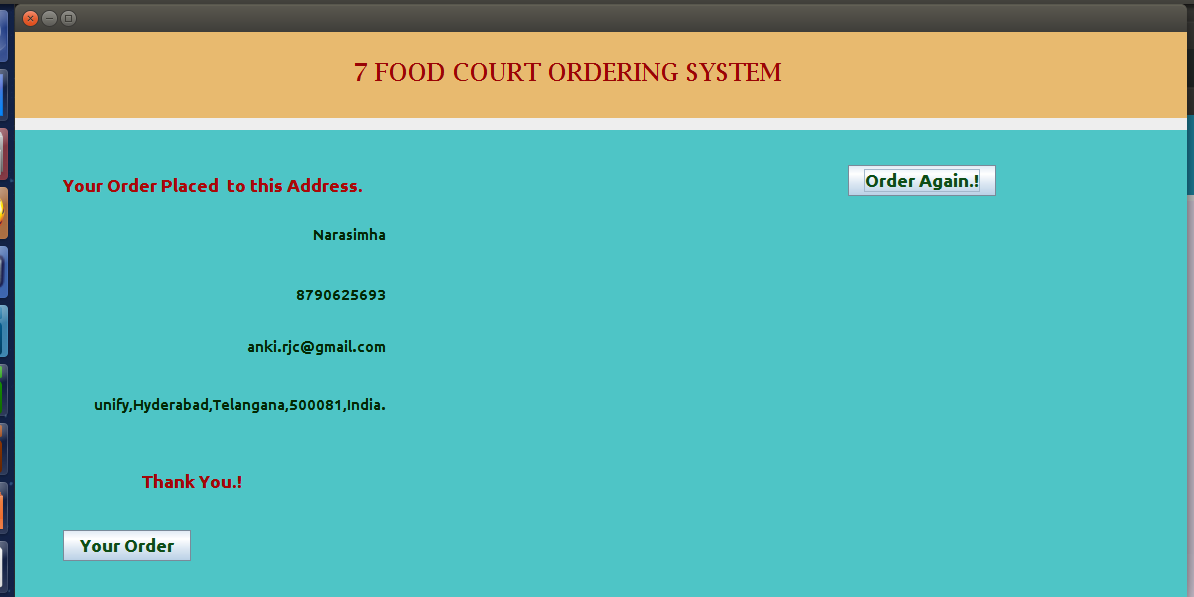 7 FOOD COURT ORDERING SYSTEM
Your Order Placed  to this Address.
Order Again.!
Narasimha
8790625693
anki.rjc@gmail.com
unify,Hyderabad,Telangana,500081,India.
Thank You.!
Your Order